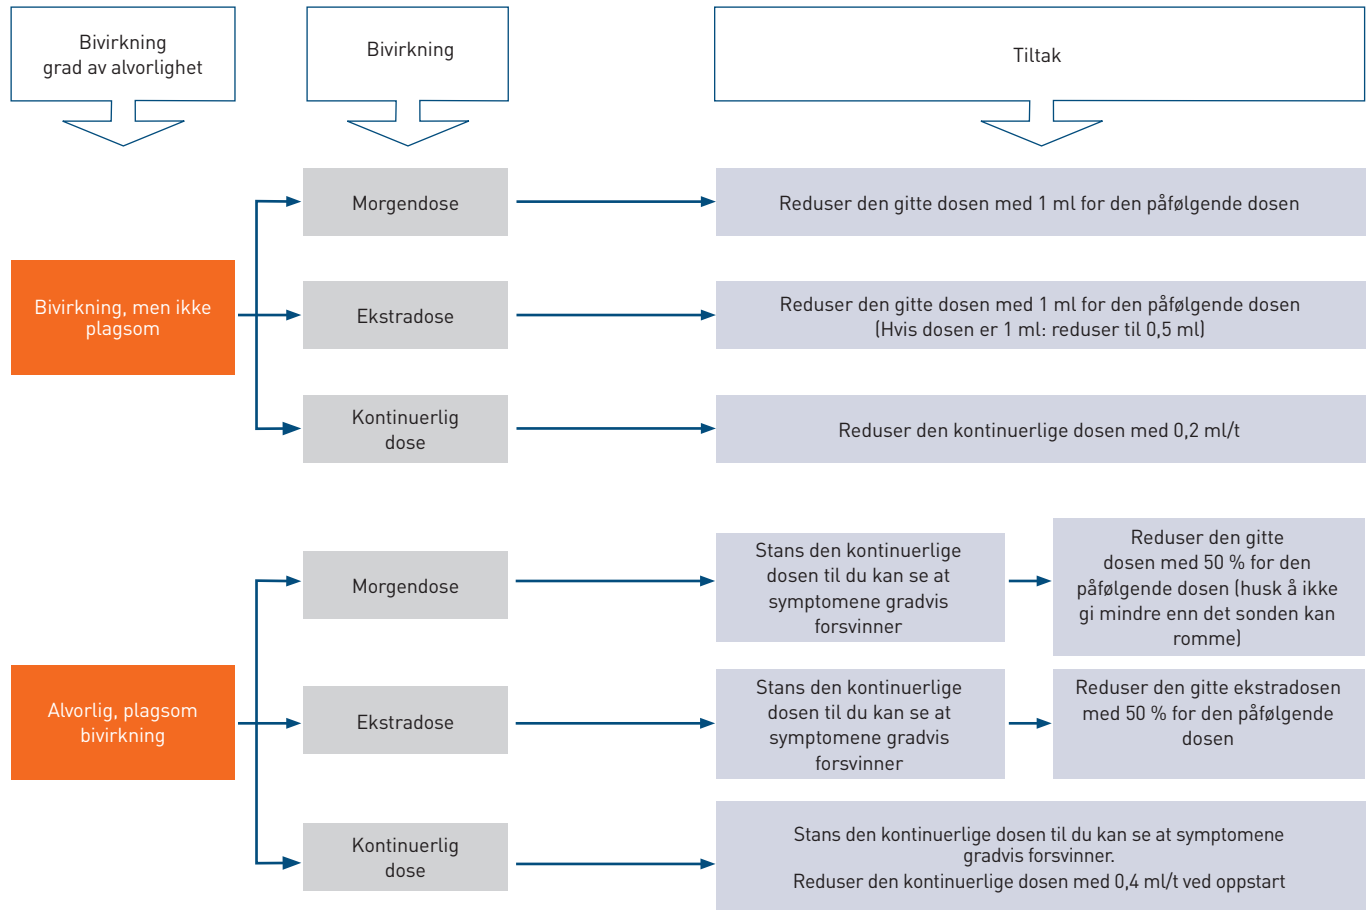 Bivirkning
grad av alvorlighet
Bivirkning
Tiltak
Bivirkning, men ikke
plagsom
Morgendose
Reduser den gitte dosen med 1 ml for den påfølgende dosen
Ekstradose
Reduser den gitte dosen med 1 ml for den påfølgende dosen
(Hvis dosen er 1 ml: reduser til 0,5 ml)
Kontinuerlig
dose
Reduser den kontinuerlige dosen med 0,2 ml/t
Alvorlig, plagsom
bivirkning
Morgendose
Stans den kontinuerlige
dosen til du kan se at
symptomene gradvis
forsvinner
Reduser den gitte
dosen med 50 % for den
påfølgende dosen (husk å ikke
gi mindre enn det sonden kan
romme)
Ekstradose
Stans den kontinuerlige
dosen til du kan se at
symptomene gradvis
forsvinner
Reduser den gitte ekstradosen
med 50 % for den påfølgende
dosen
Kontinuerlig
dose
Stans den kontinuerlige dosen til du kan se at symptomene
gradvis forsvinner.
Reduser den kontinuerlige dosen med 0,4 ml/t ved oppstart